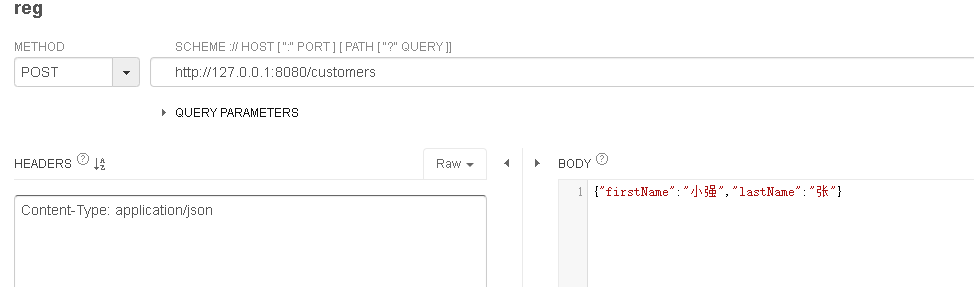 reg
METHOD
SCHEME :// HOST [ ":" PORT ] [ PATH [ "?" QUERY ]]
POST
http://127.0.0.1:8080/customers
QUERY PARAMETERS
HEADERS ? A Z
Raw
BODY ?
Content-Type: application/json
1 {"firstName":"小强","lastName":"张"}